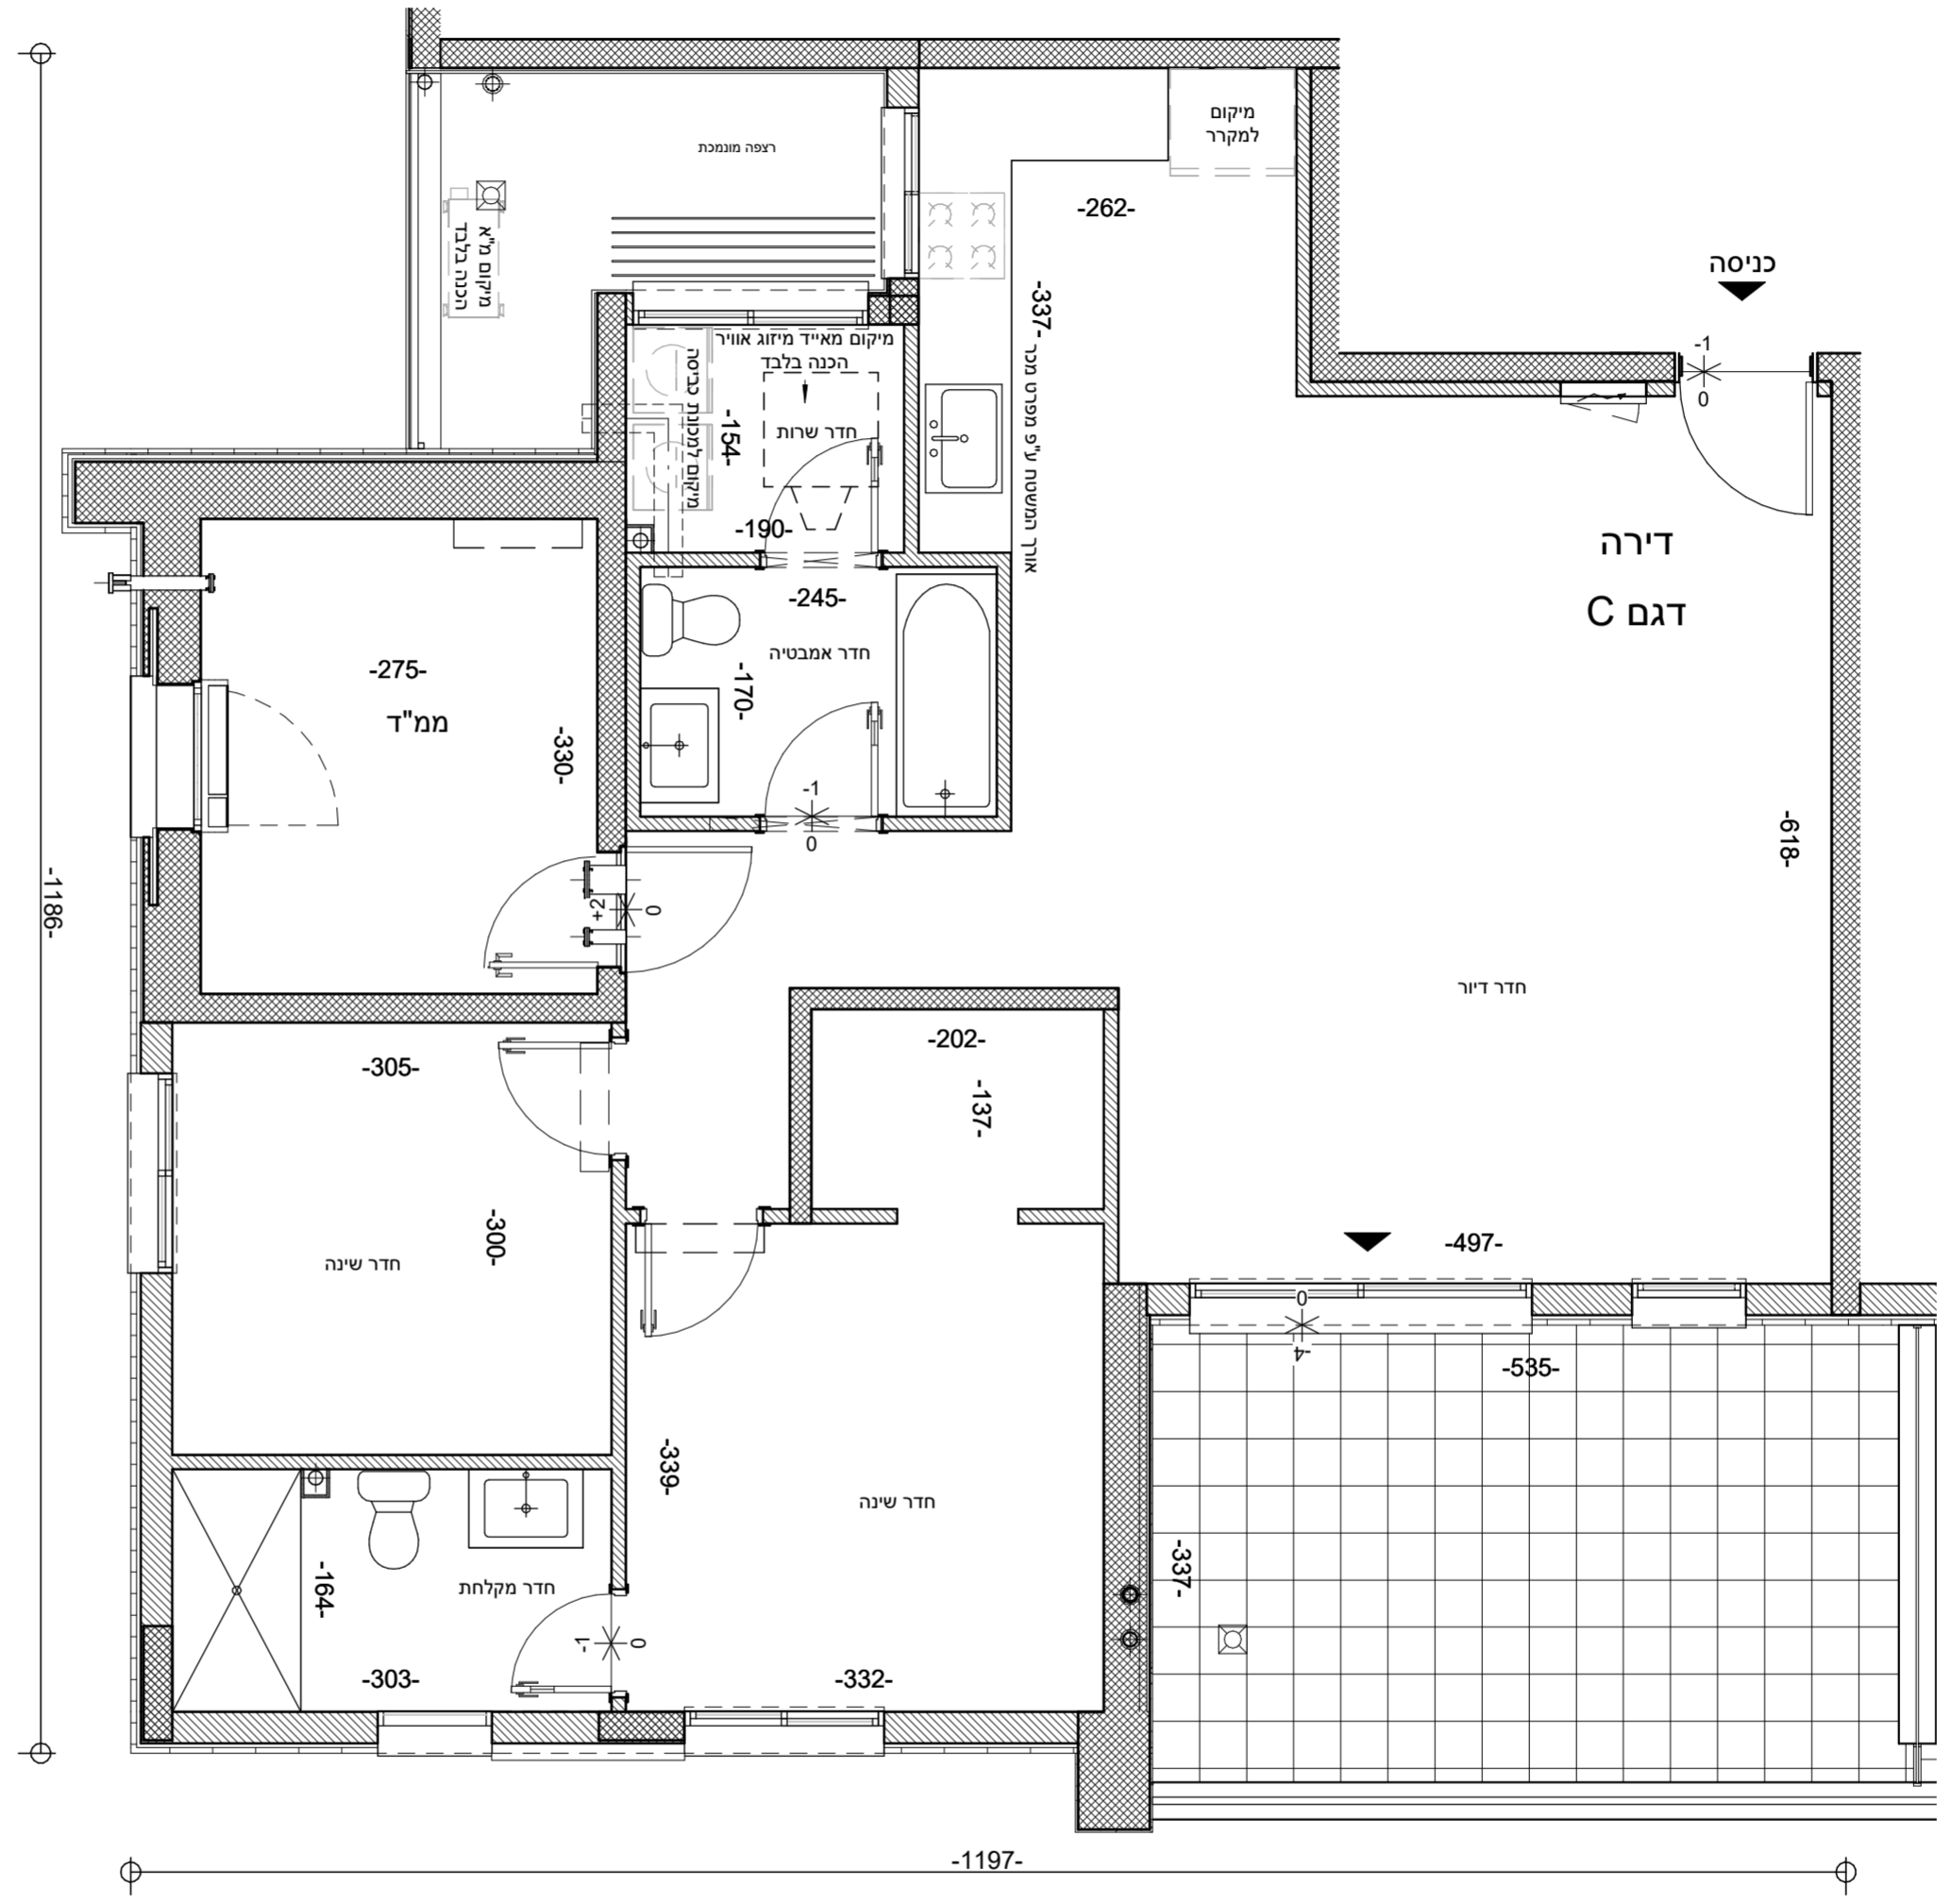 רצפה מונמכת
מיקום
למקרר
-262-
מיקום מ"א
הכנה בלבד
כניסה
-1
0
-337-
אורך המשטח ע"פ מפרט מכר
מיקום מאייד מיזוג אוויר
הכנה בלבד
מיקום למכונת כביסה
-154-
חדר שרות
-190-
דירה
דגם C
-245-
חדר אמבטיה
-170-
-1
0
-275-
ממ"ד
-330-
+2
0
-618-
-1186-
חדר דיור
-202-
-137-
-305-
-300-
חדר שינה
-497-
0
-4
-535-
-337-
-339-
חדר שינה
-332-
-164-
חדר מקלחת
-1
0
-303-
-1197-